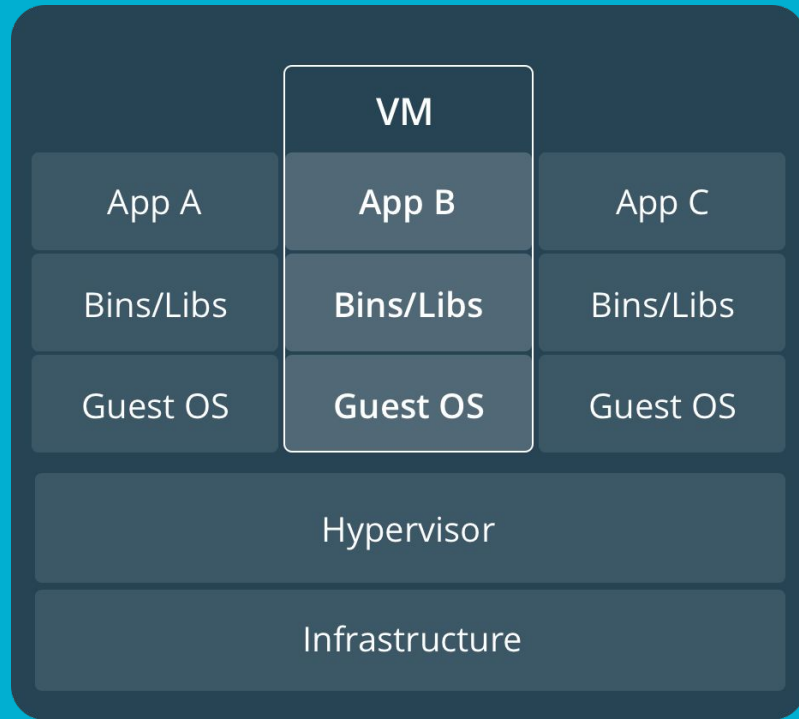 VM
App A
App B
App C
Bins/Libs
Bins/Libs
Bins/Libs
Guest OS
Guest OS
Guest OS
Hypervisor
Infrastructure